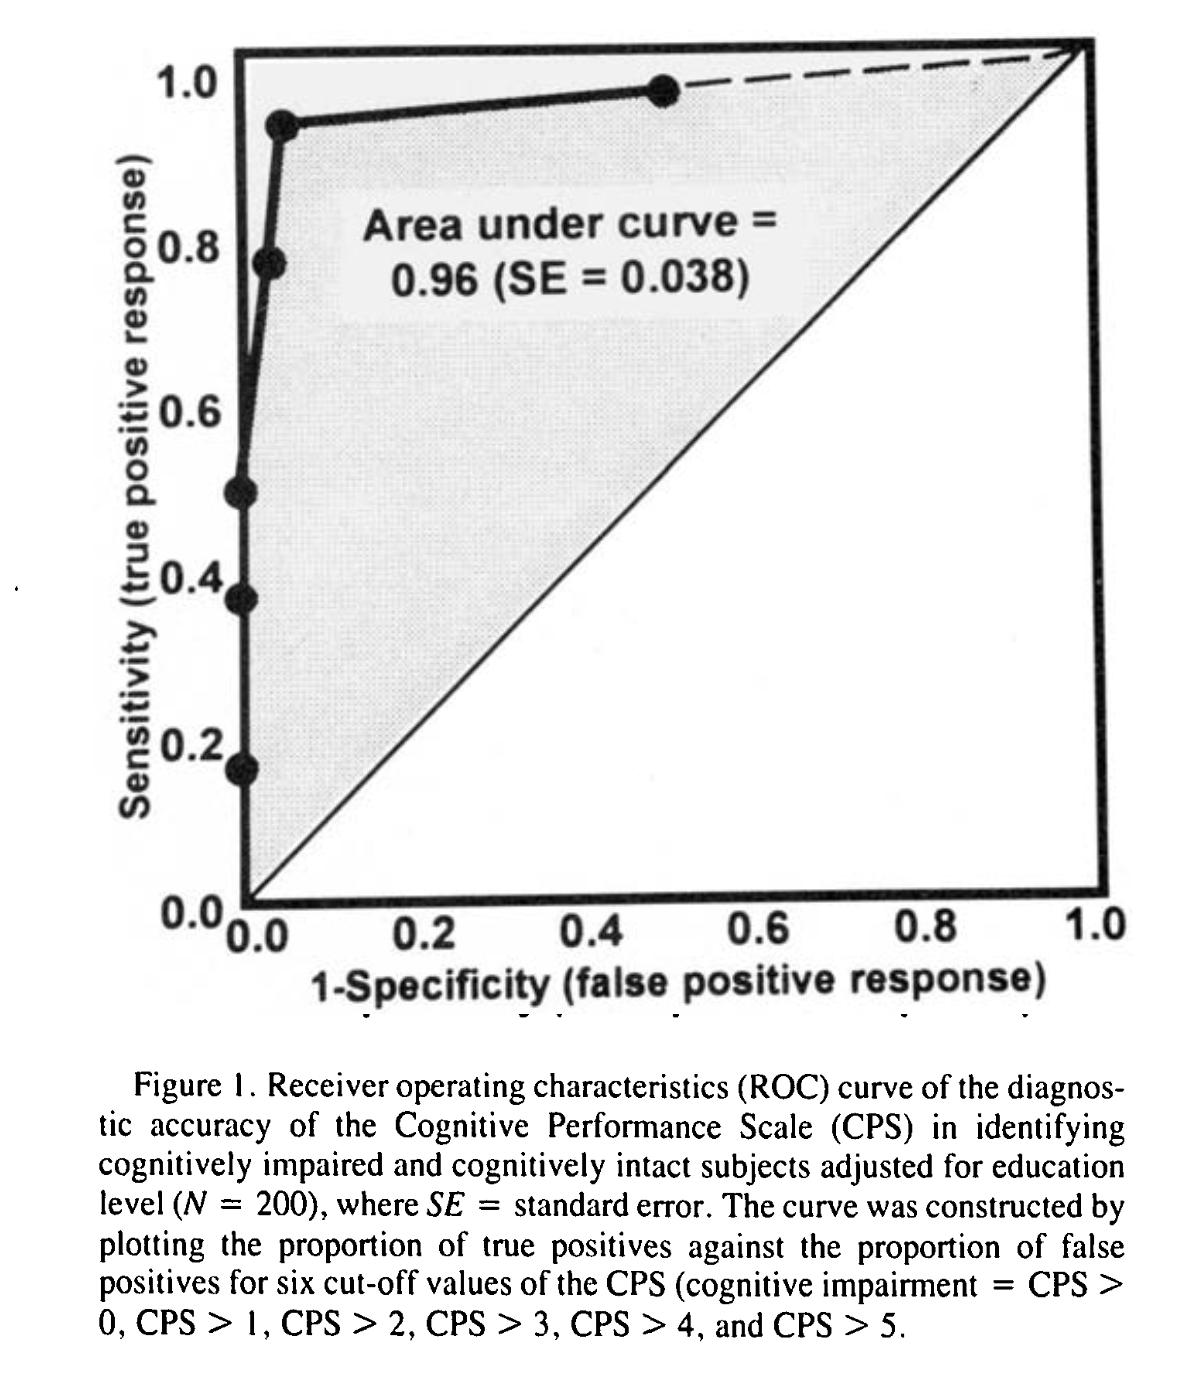 1.0
0.8
0.6
0.4
0.2
0.0
Sensitivity (true positive response)
Area under curve =
0.96 (SE = 0.038)
0.0 0.2 0.4 0.6 0.8 1.0
1-Specificity (false positive response)
Figure 1. Receiver operating characteristics (ROC) curve of the diagnos-
tic accuracy of the Cognitive Performance Scale (CPS) in identifying
cognitively impaired and cognitively intact subjects adjusted for education
level (N = 200), where SE = standard error. The curve was constructed by
plotting the proportion of true positives against the proportion of false
positives for six cut-off values of the CPS (cognitive impairment = CPS >
0, CPS > 1, CPS > 2, CPS > 3, CPS > 4, and CPS > 5.